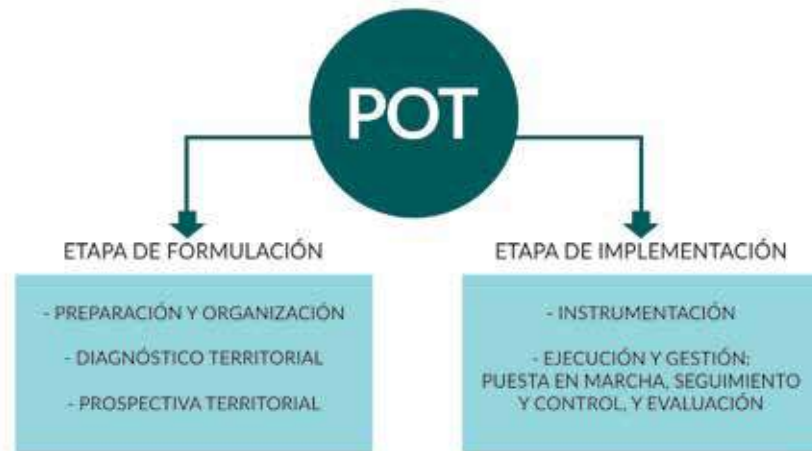 POT
ETAPA DE FORMULACIÓN
- PREPARACIÓN Y ORGANIZACIÓN
- DIAGNÓSTICO TERRITORIAL
- PROSPECTIVA TERRITORIAL
ETAPA DE IMPLEMENTACIÓN
- INSTRUMENTACIÓN
- EJECUCIÓN Y GESTIÓN:
PUESTA EN MARCHA, SEGUIMIENTO
Y CONTROL, Y EVALUACIÓN